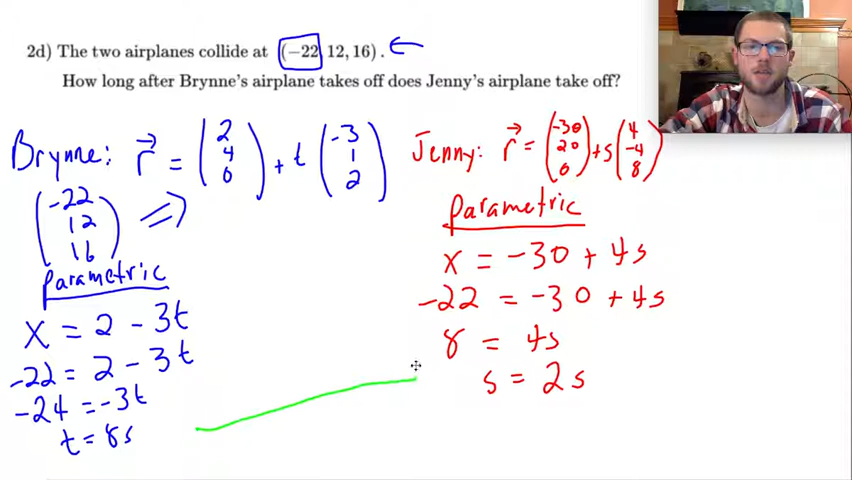 2d) The two airplanes collide at (−22, 12, 16).
How long after Brynne's airplane takes off does Jenny's airplane take off?
Brynne: r⃗ = (2 4 0) + t (-3 1 2)
Jenny: r⃗ = (-30 20 0) + s (4 -4 8)
(-22 12 16) ⇒
parametric
x = 2 - 3t
-22 = 2 - 3t
-24 = -3t
t = 8s
parametric
x = -30 + 4s
-22 = -30 + 4s
8 = 4s
s = 2s